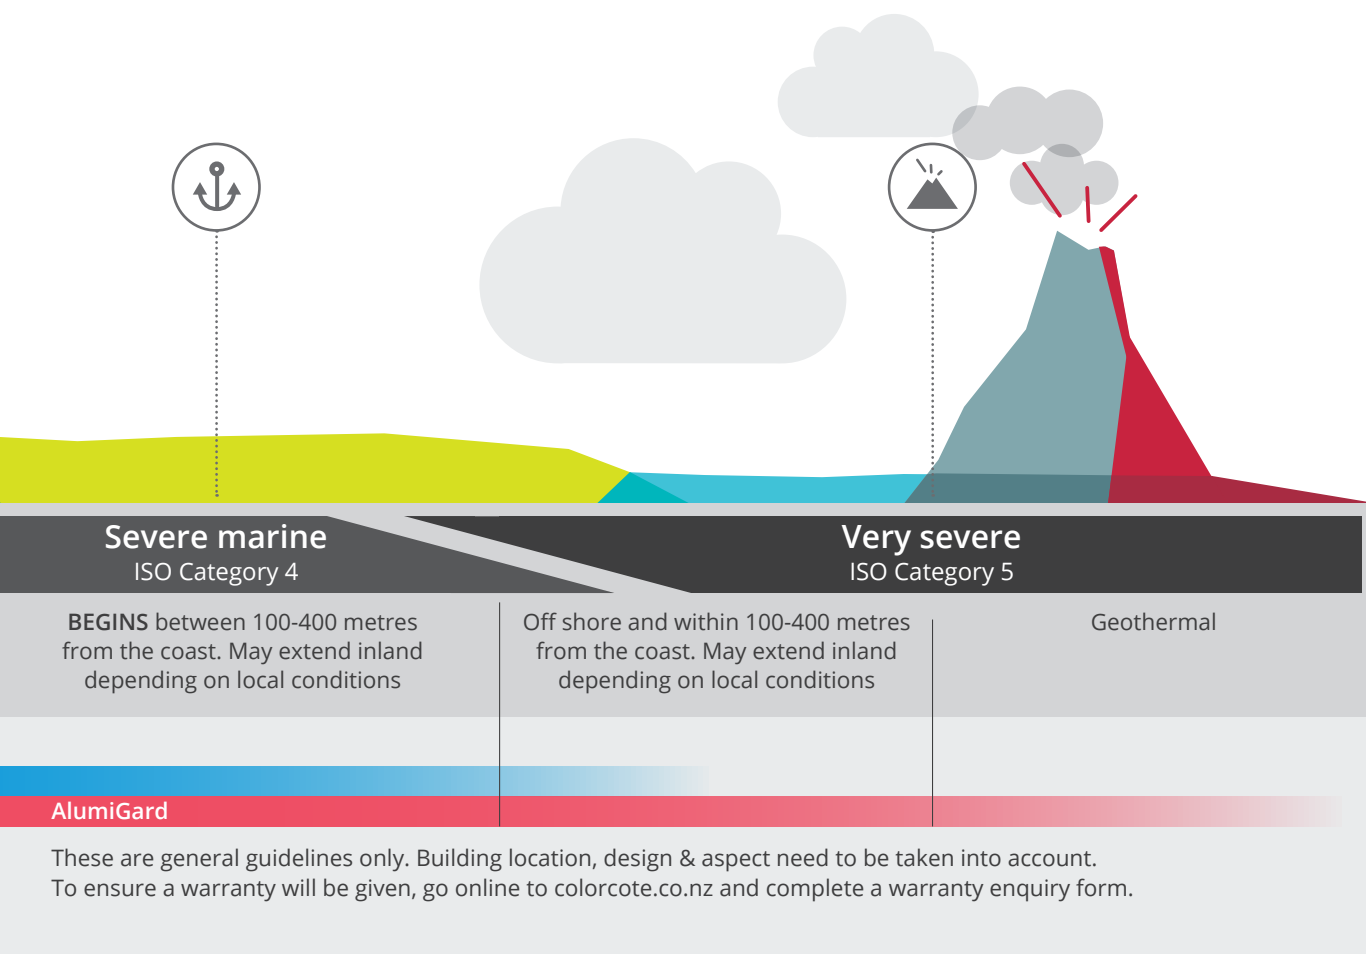 Severe marine
ISO Category 4
Very severe
ISO Category 5
BEGINS between 100-400 metres
from the coast. May extend inland
depending on local conditions
Off shore and within 100-400 metres
from the coast. May extend inland
depending on local conditions
Geothermal
AlumiGard
These are general guidelines only. Building location, design & aspect need to be taken into account.
To ensure a warranty will be given, go online to colorcote.co.nz and complete a warranty enquiry form.